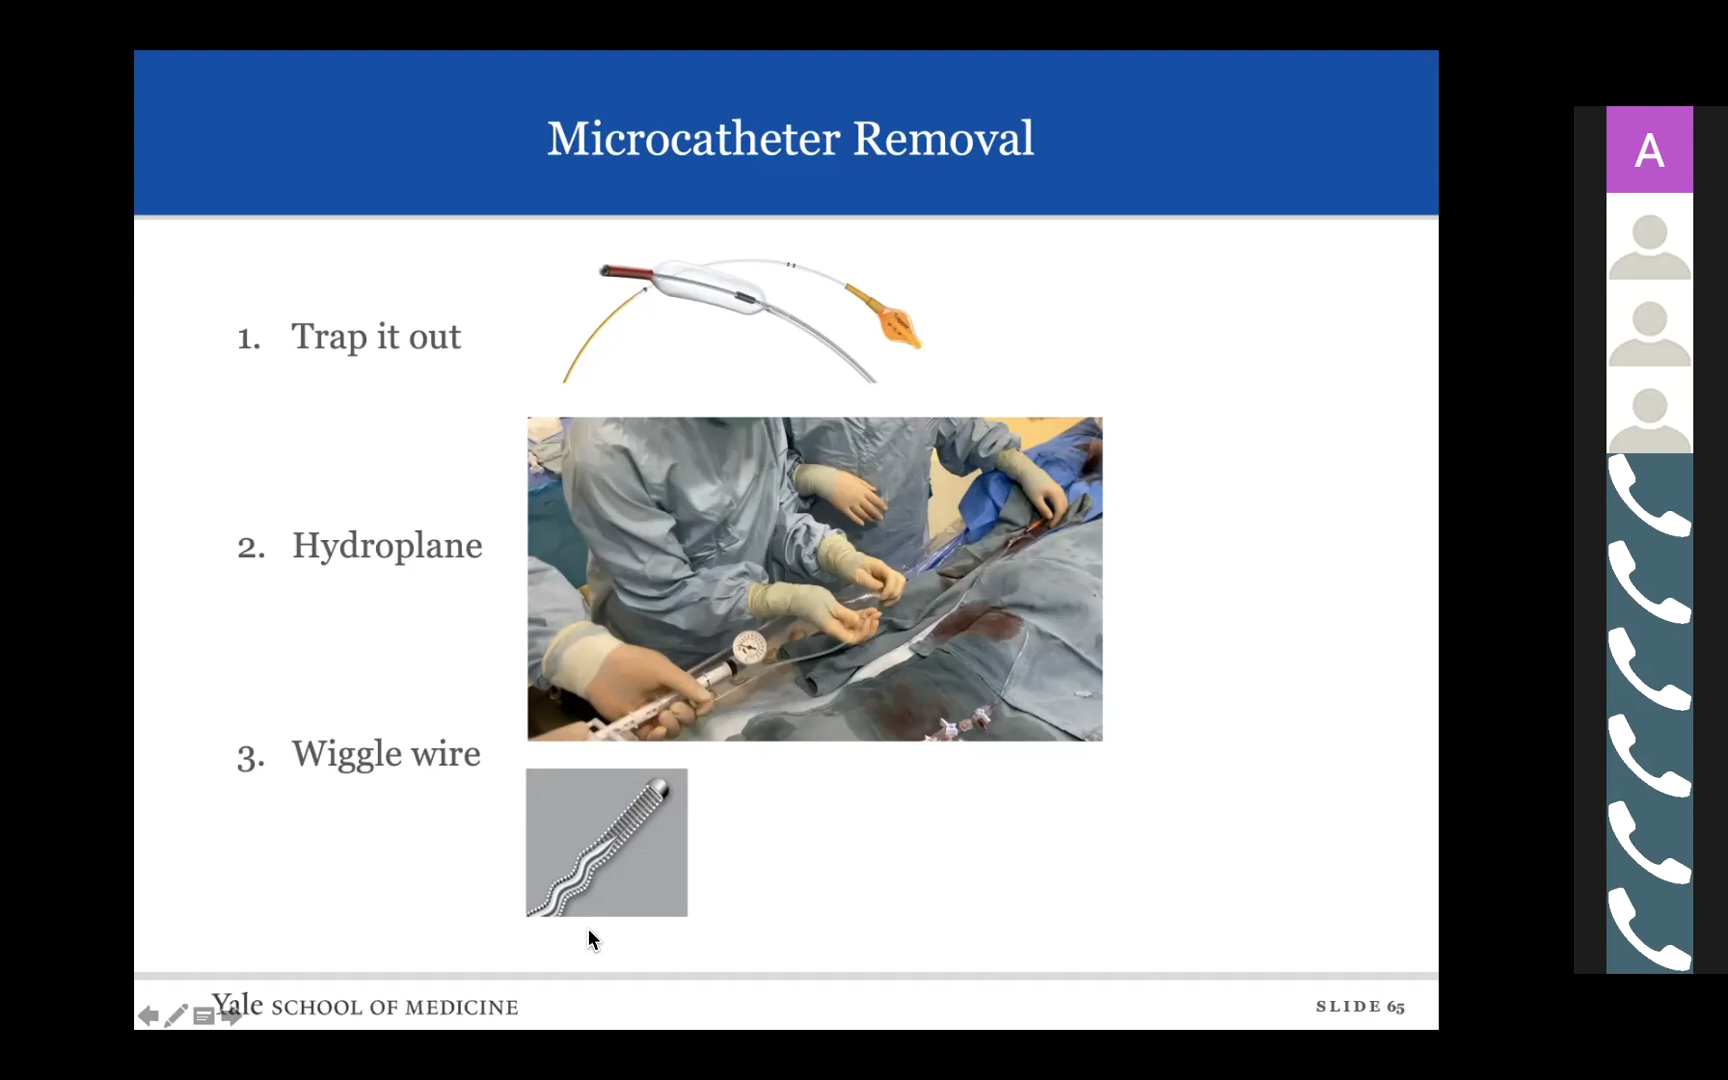 Microcatheter Removal
A
1. Trap it out
2. Hydroplane
3. Wiggle wire
Yale SCHOOL OF MEDICINE
SLIDE 65